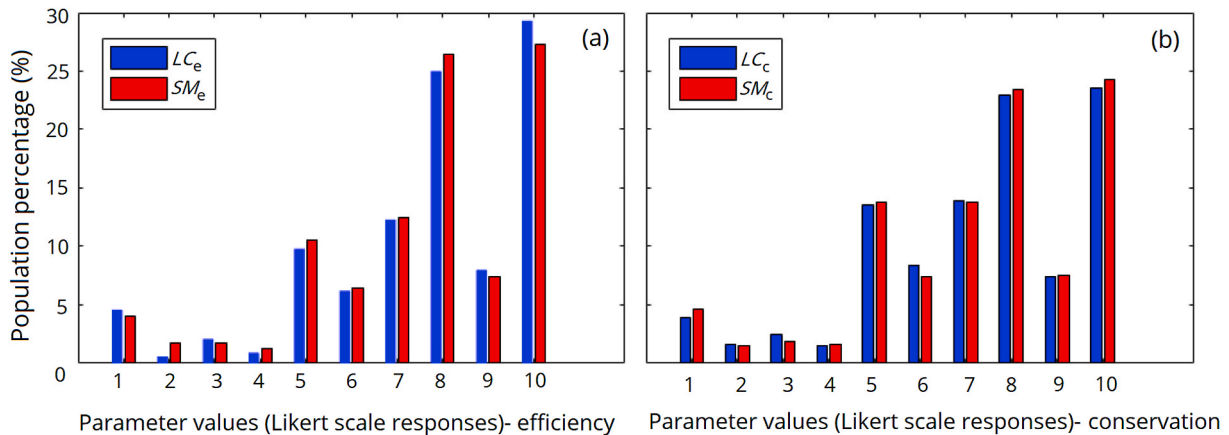 Population percentage (%)
30
25
20
15
10
5
0
LCe
SMe
(a)
1 2 3 4 5 6 7 8 9 10
Parameter values (Likert scale responses)- efficiency
LCc
SMc
(b)
1 2 3 4 5 6 7 8 9 10
Parameter values (Likert scale responses)- conservation